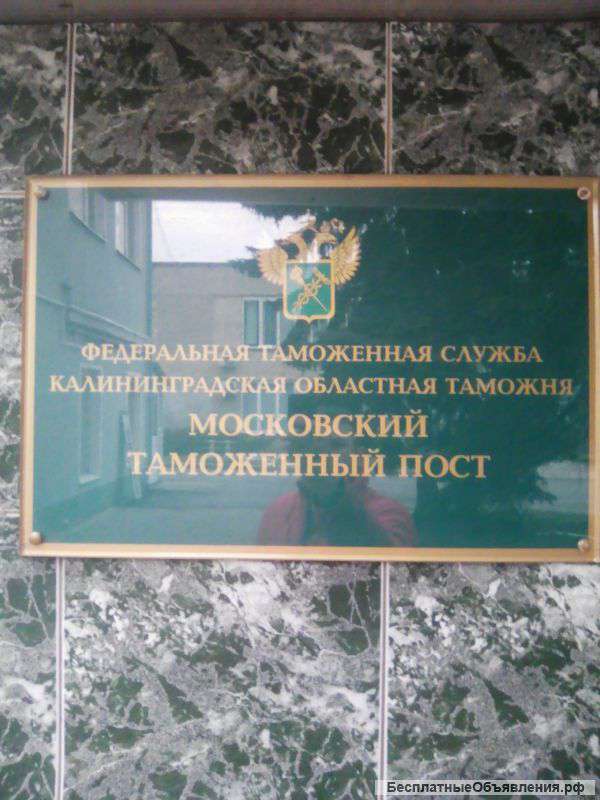 ФЕДЕРАЛЬНАЯ ТАМОЖЕННАЯ СЛУЖБА
КАЛИНИНГРАДСКАЯ ОБЛАСТНАЯ ТАМОЖНЯ
МОСКОВСКИЙ
ТАМОЖЕННЫЙ ПОСТ
БесплатныеОбъявления.рф